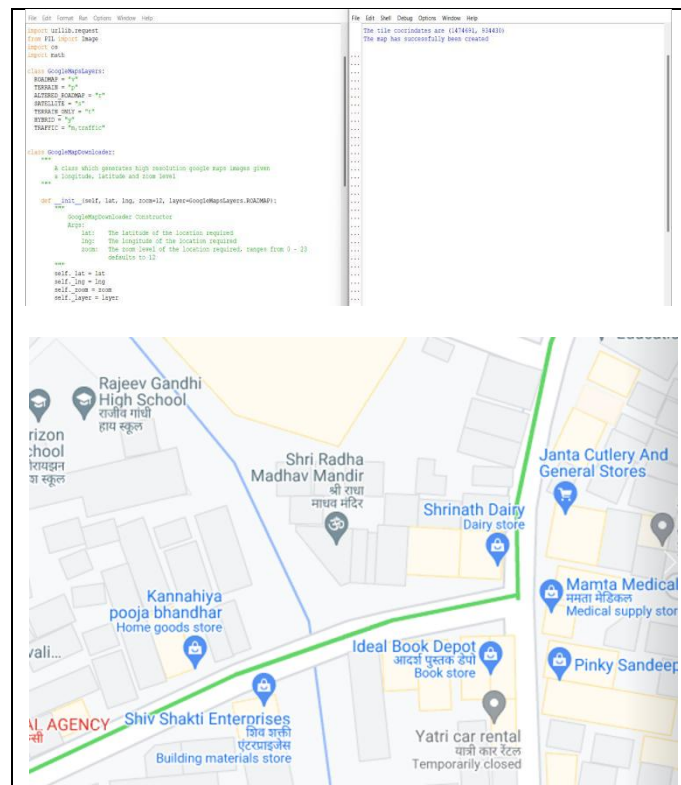 File Edit Format Run Options Window Help
import urllib.request
from PIL import Image
import os
import math
class GoogleMapsLayers:
ROADMAP = "v"
TERRAIN = "p"
ALTERED_ROADMAP = "r"
SATELLITE = "s"
TERRAIN_ONLY = "t"
HYBRID = "y"
TRAFFIC = "m,traffic"
class GoogleMapDownloader:
"""
A class which generates high resolution google maps images given
a longitude, latitude and zoom level
"""
def __init__(self, lat, lng, zoom=12, layer=GoogleMapsLayers.ROADMAP):
"""
GoogleMapDownloader Constructor
Args:
lat: The latitude of the location required
lng: The longitude of the location required
zoom: The zoom level of the location required, ranges from 0 - 23
defaults to 12
"""
self._lat = lat
self._lng = lng
self._zoom = zoom
self._layer = layer
File Edit Shell Debug Options Window Help
The tile coorindates are (1474691, 934430)
The map has successfully been created
Rajeev Gandhi
High School
राजीव गांधी
हाय स्कूल
rizon
chool
रायझन
श स्कूल
Shri Radha
Madhav Mandir
श्री राधा
माधव मंदिर
Janta Cutlery And
General Stores
Shrinath Dairy
Dairy store
Kannahiya
pooja bhandhar
Home goods store
Mamta Medical
ममता मेडिकल
Medical supply stor
vali...
Ideal Book Depot
आदर्श पुस्तक डेपो
Book store
Pinky Sandeep
AL AGENCY
न्सी
Shiv Shakti Enterprises
शिव शक्ती
एंटरप्राइजेस
Building materials store
Yatri car rental
यात्री कार रेंटल
Temporarily closed